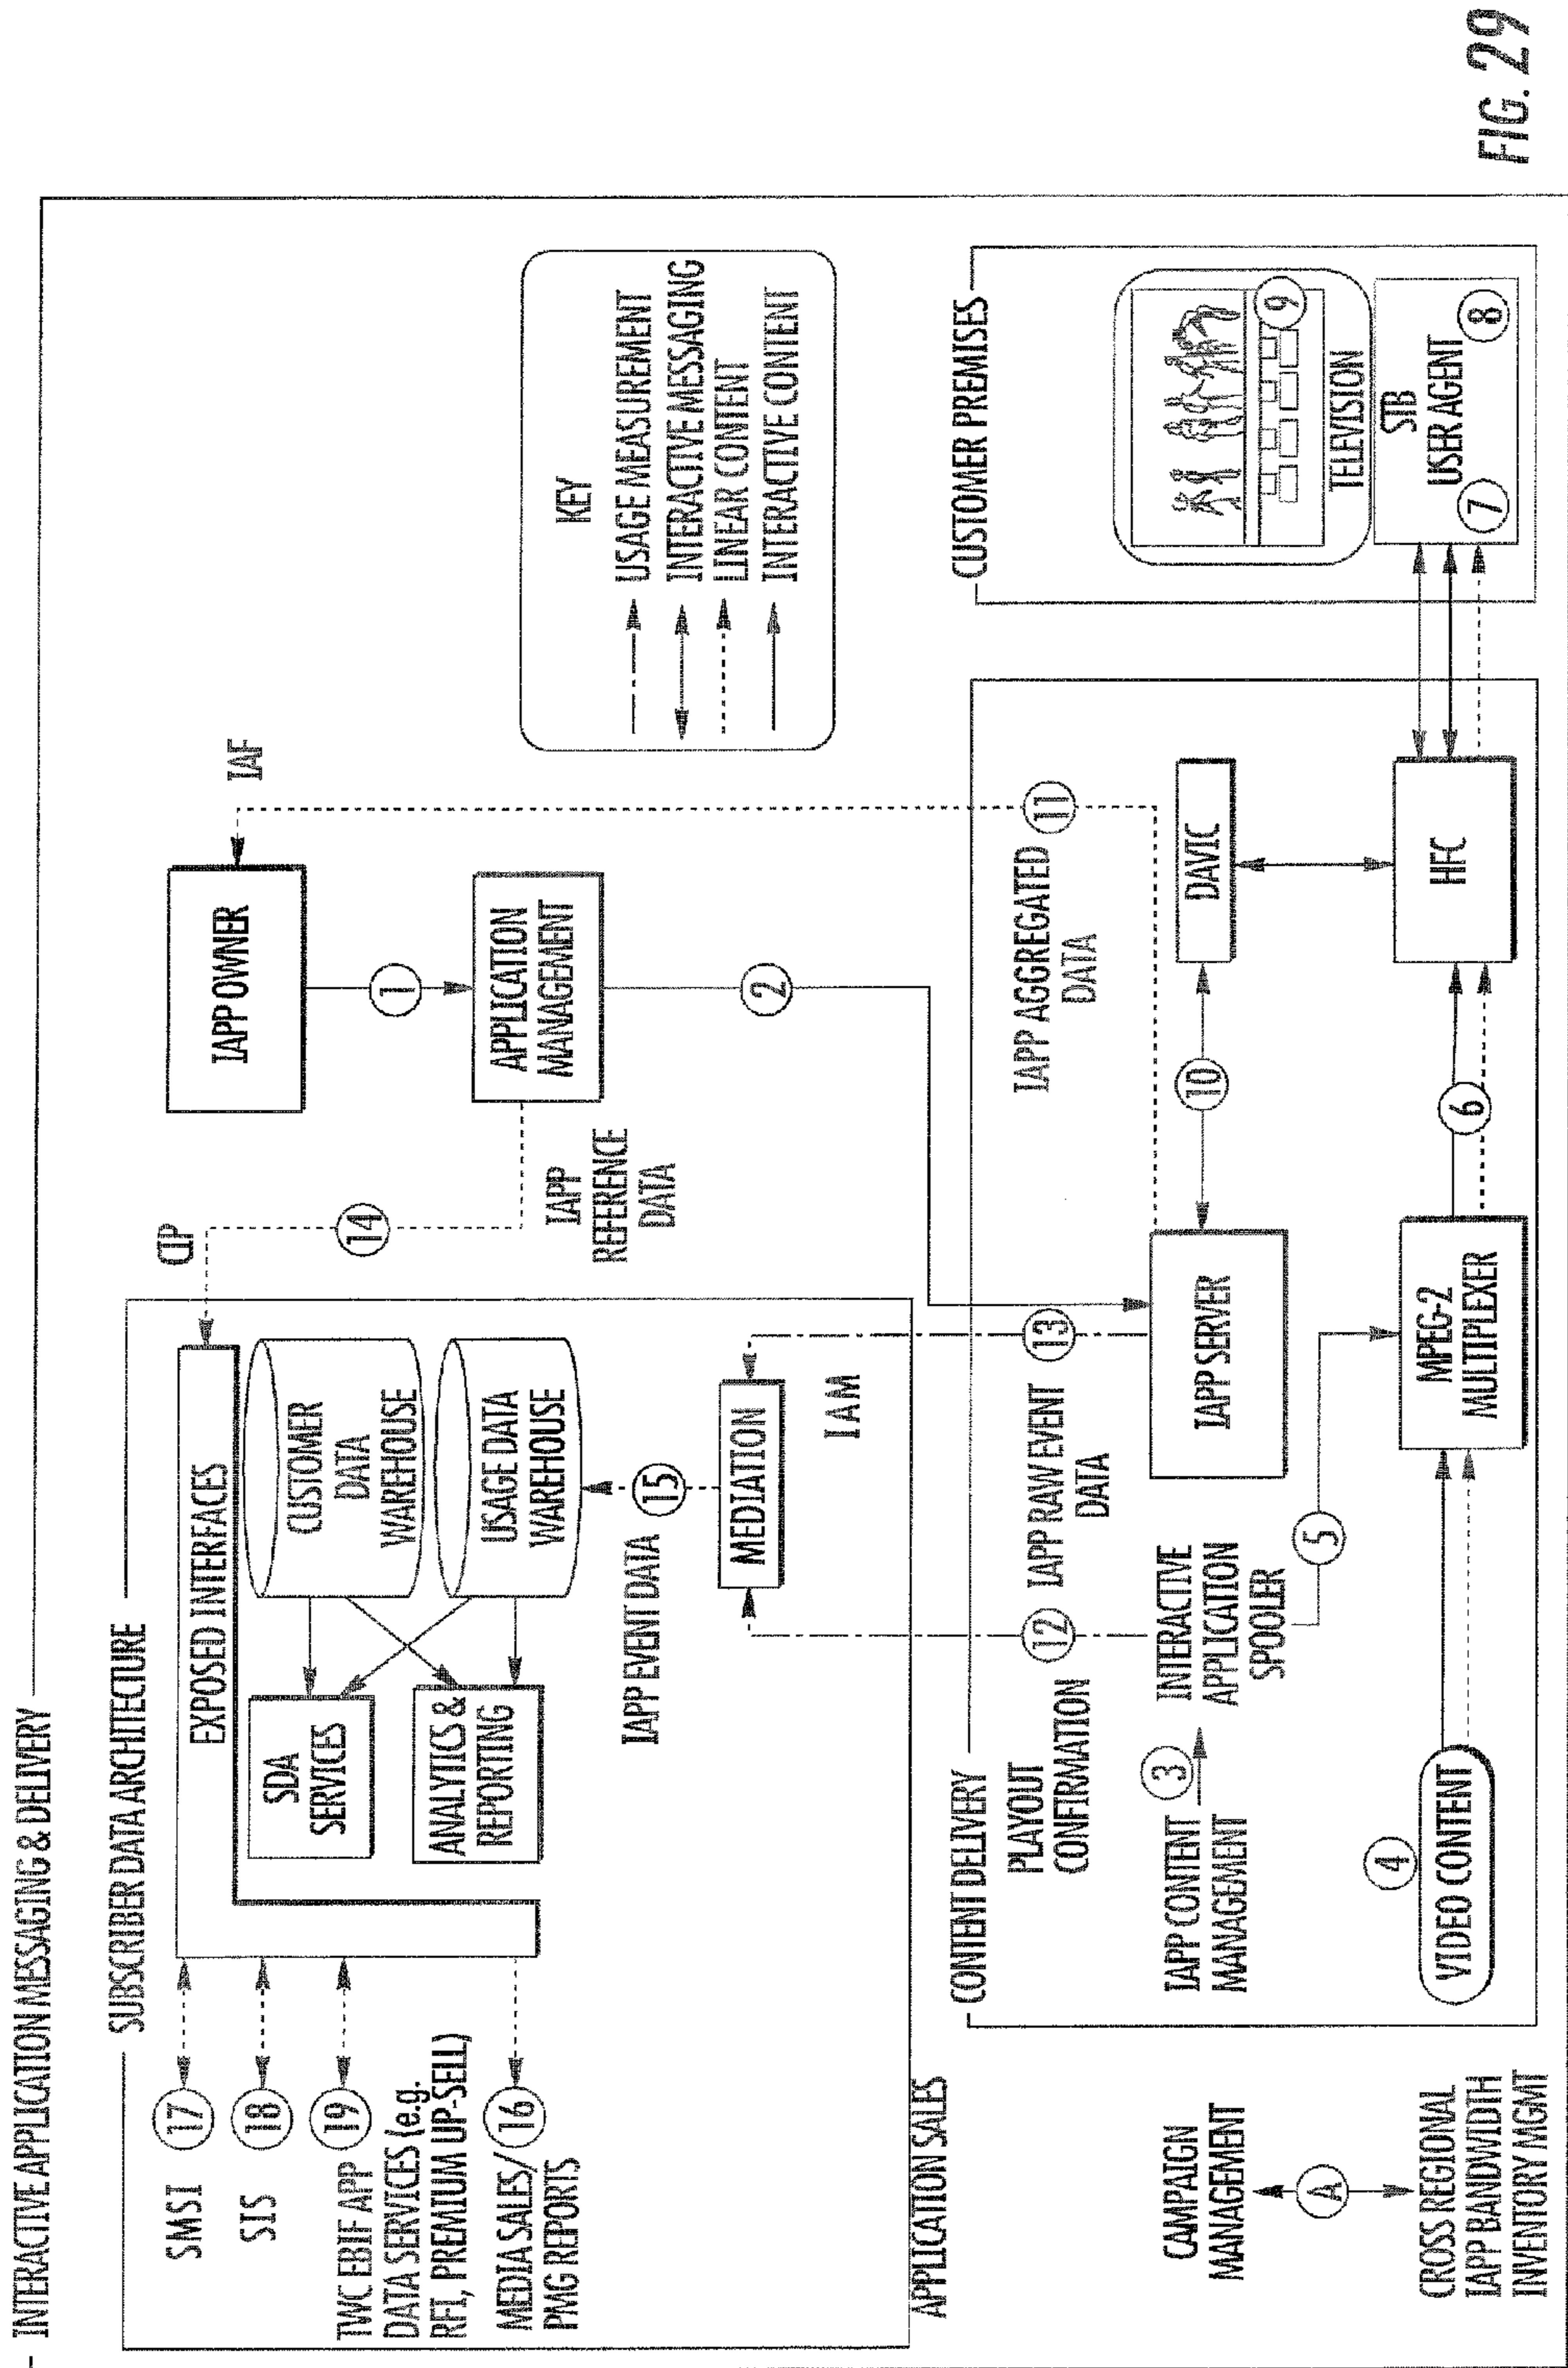 INTERACTIVE APPLICATION MESSAGING & DELIVERY
SUBSCRIBER DATA ARCHITECTURE
SMSI
17
SIS
18
19
TWC EBIF APP
DATA SERVICES (e.g.
RFI, PREMIUM UP-SELL)
MEDIA SALES/
PMG REPORTS
16
EXPOSED INTERFACES
SDA
SERVICES
ANALYTICS &
REPORTING
CUSTOMER
DATA
WAREHOUSE
USAGE DATA
WAREHOUSE
IAPP EVENT DATA
15
MEDIATION
IAM
CIP
14
IAPP
REFERENCE
DATA
IAPP OWNER
IAF
1
APPLICATION
MANAGEMENT
2
KEY
USAGE MEASUREMENT
INTERACTIVE MESSAGING
LINEAR CONTENT
INTERACTIVE CONTENT
APPLICATION SALES
CAMPAIGN
MANAGEMENT
A
CROSS REGIONAL
IAPP BANDWIDTH
INVENTORY MGMT
CONTENT DELIVERY
PLAYOUT
CONFIRMATION
12
IAPP RAW EVENT
DATA
13
IAPP AGGREGATED
DATA
11
IAPP CONTENT
MANAGEMENT
3
INTERACTIVE
APPLICATION
SPOOLER
5
IAPP SERVER
10
DAVIC
4
VIDEO CONTENT
MPEG-2
MULTIPLEXER
6
HFC
CUSTOMER PREMISES
9
TELEVISION
STB
USER AGENT
7
8
FIG. 29